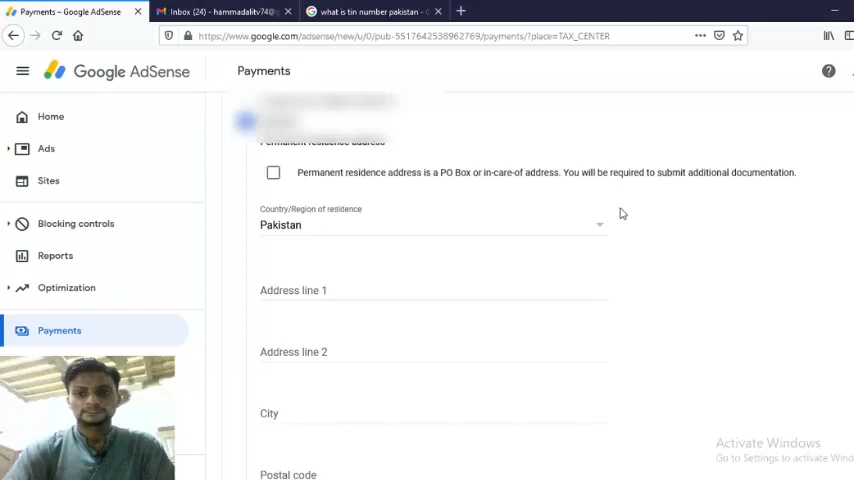 Payments — Google AdSense
Inbox (24) - hammadalitv74@g
what is tin number pakistan - G
https://www.google.com/adsense/new/u/0/pub-5517642538962769/payments/?place=TAX_CENTER
Google AdSense
Payments
Home
Ads
Sites
Blocking controls
Reports
Optimization
Payments
Permanent residence address
Permanent residence address is a PO Box or in-care-of address. You will be required to submit additional documentation.
Country/Region of residence
Pakistan
Address line 1
Address line 2
City
Postal code
Activate Windows
Go to Settings to activate Wind